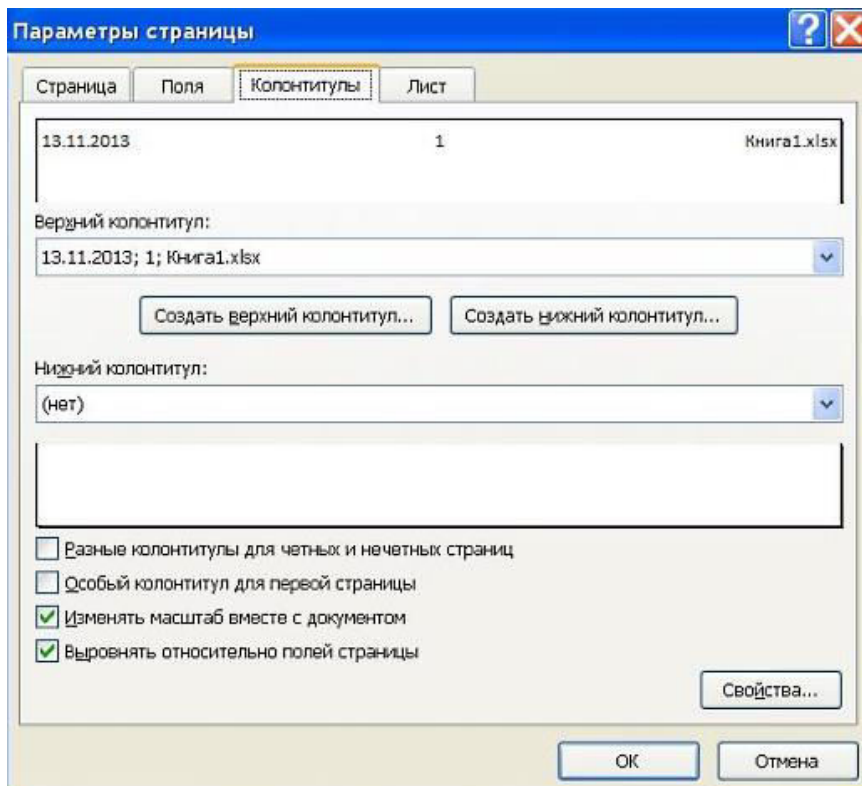 Параметры страницы
Страница Поля Колонтитулы Лист
13.11.2013 1 Книга1.xlsx
Верхний колонтитул:
13.11.2013; 1; Книга1.xlsx
Создать верхний колонтитул... Создать нижний колонтитул...
Нижний колонтитул:
(нет)
Разные колонтитулы для четных и нечетных страниц
Особый колонтитул для первой страницы
Изменять масштаб вместе с документом
Выровнять относительно полей страницы
Свойства...
ОК Отмена